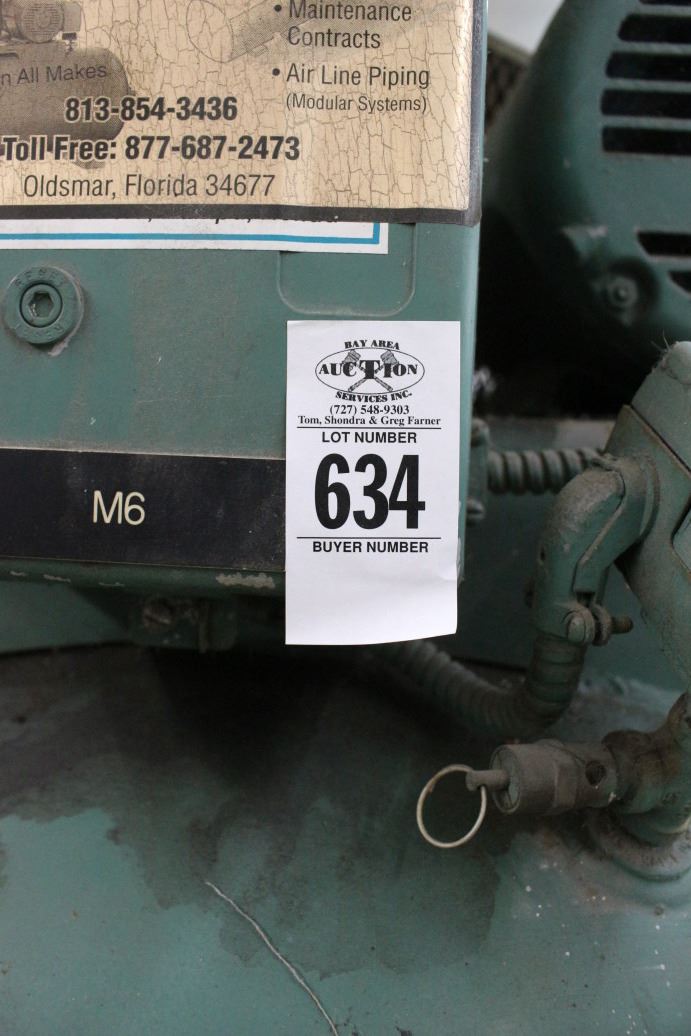 • Maintenance
Contracts
n All Makes
• Air Line Piping
(Modular Systems)
813-854-3436
Toll Free: 877-687-2473
Oldsmar, Florida 34677
BAY AREA
AUCTION
SERVICES INC.
(727) 548-9303
Tom, Shondra & Greg Farner
LOT NUMBER
634
BUYER NUMBER
M6